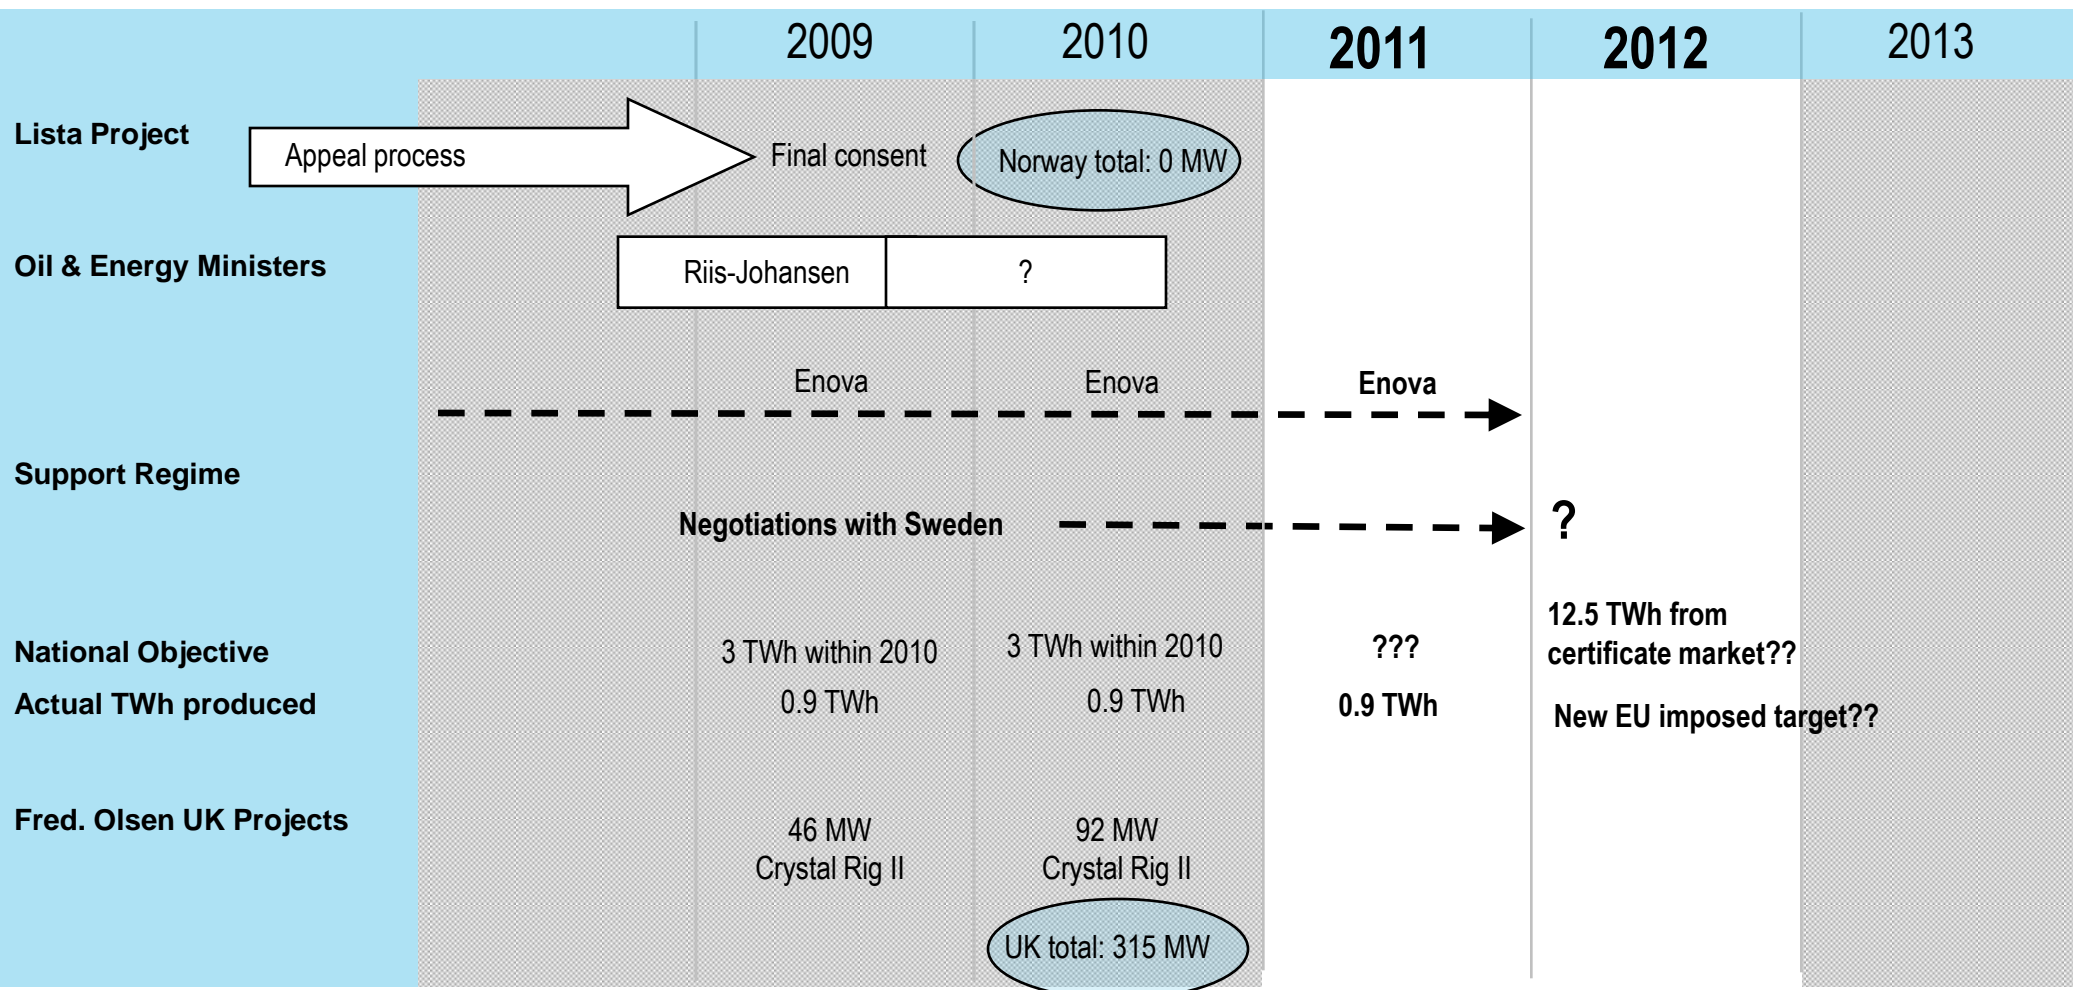 2009 2010 2011 2012 2013
Lista Project
Appeal process
Final consent
Norway total: 0 MW
Oil & Energy Ministers
Riis-Johansen
?
Enova
Enova
Enova
Support Regime
Negotiations with Sweden
?
National Objective
3 TWh within 2010
3 TWh within 2010
???
12.5 TWh from
certificate market??
Actual TWh produced
0.9 TWh
0.9 TWh
0.9 TWh
New EU imposed target??
Fred. Olsen UK Projects
46 MW
Crystal Rig II
92 MW
Crystal Rig II
UK total: 315 MW